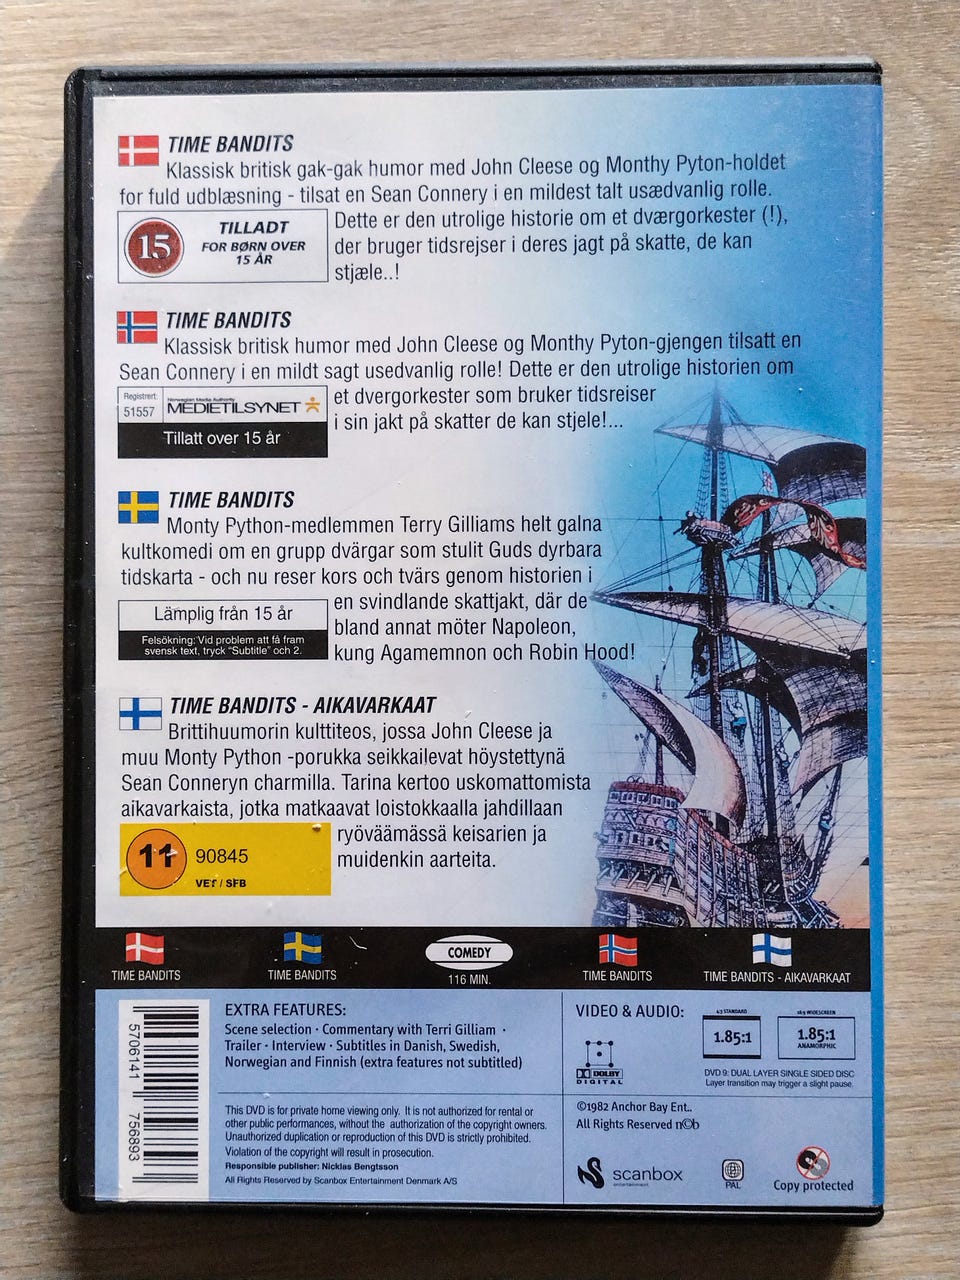 TIME BANDITS
Klassisk britisk gak-gak humor med John Cleese og Monthy Pyton-holdet
for fuld udblæsning - tilsat en Sean Connery i en mildest talt usædvanlig rolle.
Dette er den utrolige historie om et dværgorkester (!),
der bruger tidsrejser i deres jagt på skatte, de kan
stjæle..!
15
TILLADT
FOR BØRN OVER
15 ÅR
TIME BANDITS
Klassisk britisk humor med John Cleese og Monthy Pyton-gjengen tilsatt en
Sean Connery i en mildt sagt usedvanlig rolle! Dette er den utrolige historien om
et dvergorkester som bruker tidsreiser
i sin jakt på skatter de kan stjele!...
Registrert:
51557
Norwegian Media Authority
MEDIETILSYNET
Tillatt over 15 år
TIME BANDITS
Monty Python-medlemmen Terry Gilliams helt galna
kultkomedi om en grupp dvärgar som stulit Guds dyrbara
tidskarta - och nu reser kors och tvärs genom historien i
en svindlande skattjakt, där de
bland annat möter Napoleon,
kung Agamemnon och Robin Hood!
Lämplig från 15 år
Felsökning: Vid problem att få fram
svensk text, tryck "Subtitle" och 2.
TIME BANDITS - AIKAVARKAAT
Brittihuumorin kulttiteos, jossa John Cleese ja
muu Monty Python -porukka seikkailevat höystettynä
Sean Conneryn charmilla. Tarina kertoo uskomattomista
aikavarkaista, jotka matkaavat loistokkaalla jahdillaan
ryöväämässä keisarien ja
muidenkin aarteita.
11 90845
VET / SFB
TIME BANDITS
TIME BANDITS
COMEDY
116 MIN.
TIME BANDITS
TIME BANDITS - AIKAVARKAAT
5706141 756893
EXTRA FEATURES:
Scene selection · Commentary with Terri Gilliam ·
Trailer · Interview · Subtitles in Danish, Swedish,
Norwegian and Finnish (extra features not subtitled)
This DVD is for private home viewing only. It is not authorized for rental or
other public performances, without the authorization of the copyright owners.
Unauthorized duplication or reproduction of this DVD is strictly prohibited.
Violation of the copyright will result in prosecution.
Responsible publisher: Nicklas Bengtsson
All Rights Reserved by Scanbox Entertainment Denmark A/S
VIDEO & AUDIO:
DOLBY
DIGITAL
4:3 STANDARD
1.85:1
16:9 WIDESCREEN
1.85:1
ANAMORPHIC
DVD 9: DUAL LAYER SINGLE SIDED DISC
Layer transition may trigger a slight pause.
©1982 Anchor Bay Ent..
All Rights Reserved n©b
scanbox
entertainment
PAL
Copy protected